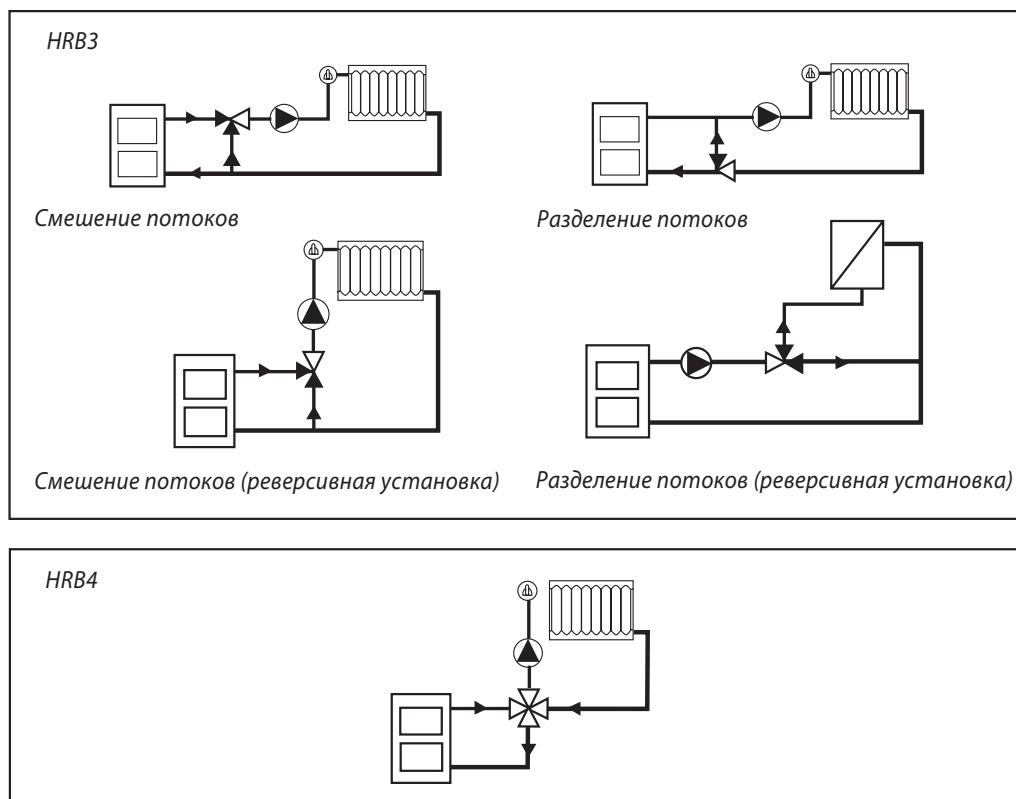 HRB3
Смешение потоков
Разделение потоков
Смешение потоков (реверсивная установка)
Разделение потоков (реверсивная установка)
HRB4